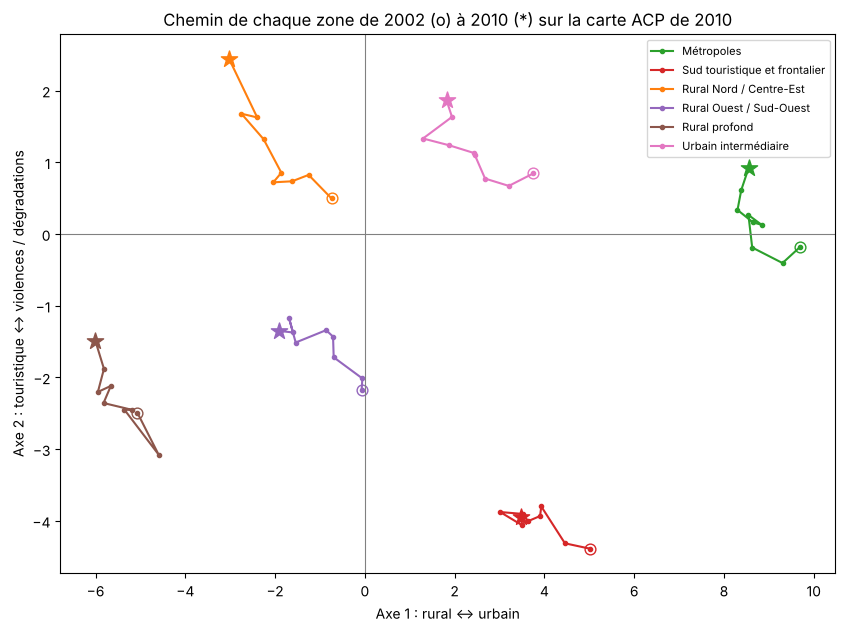 Chemin de chaque zone de 2002 (o) à 2010 (*) sur la carte ACP de 2010
Métropoles
Sud touristique et frontalier
Rural Nord / Centre-Est
Rural Ouest / Sud-Ouest
Rural profond
Urbain intermédiaire
Axe 2 : touristique ↔ violences / dégradations
2
1
0
−1
−2
−3
−4
−6 −4 −2 0 2 4 6 8 10
Axe 1 : rural ↔ urbain